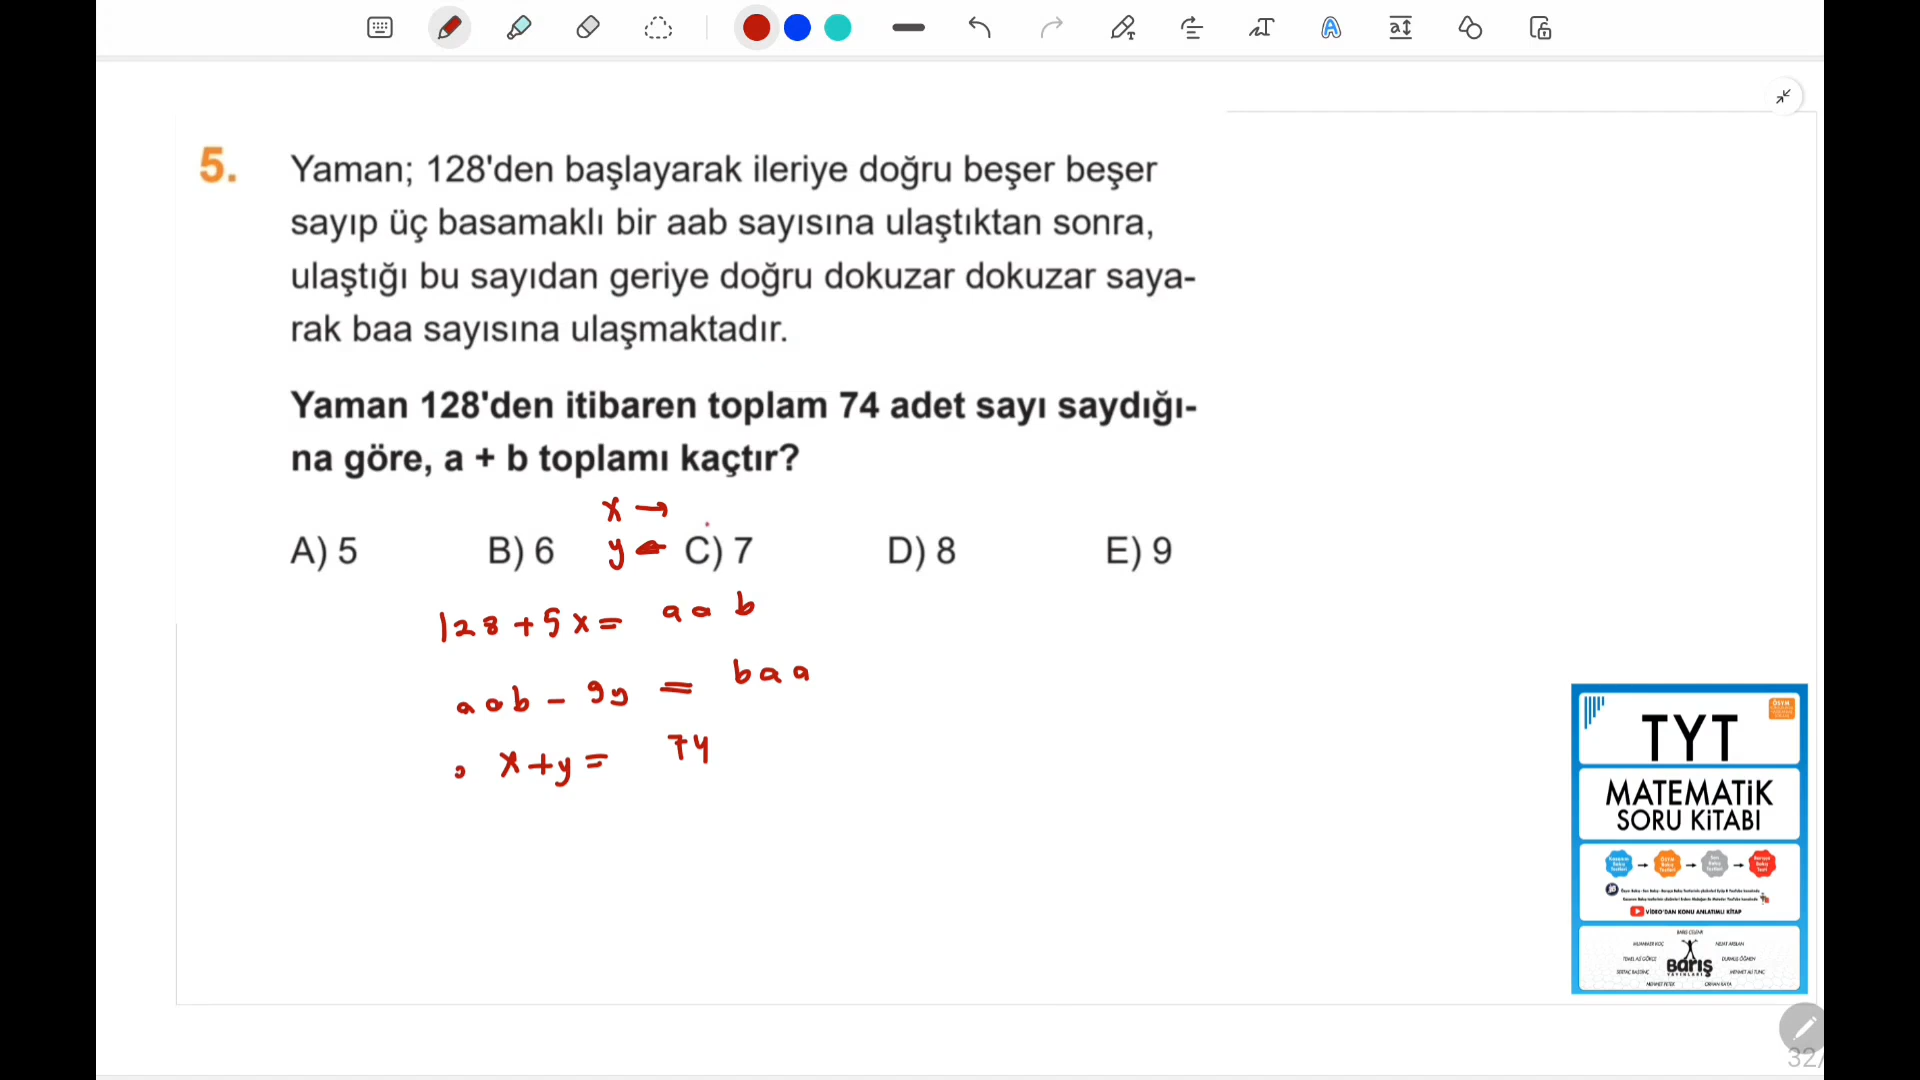 5. Yaman; 128'den başlayarak ileriye doğru beşer beşer
sayıp üç basamaklı bir aab sayısına ulaştıktan sonra,
ulaştığı bu sayıdan geriye doğru dokuzar dokuzar saya-
rak baa sayısına ulaşmaktadır.
Yaman 128'den itibaren toplam 74 adet sayı saydığı-
na göre, a + b toplamı kaçtır?
x →
y ←
A) 5 B) 6 C) 7 D) 8 E) 9
128 + 5x = aab
aab - 9y = baa
x + y = 74
TYT
MATEMATİK
SORU KİTABI
VİDEO'DAN KONU ANLATIMLI KİTAP
BARIŞ
32/